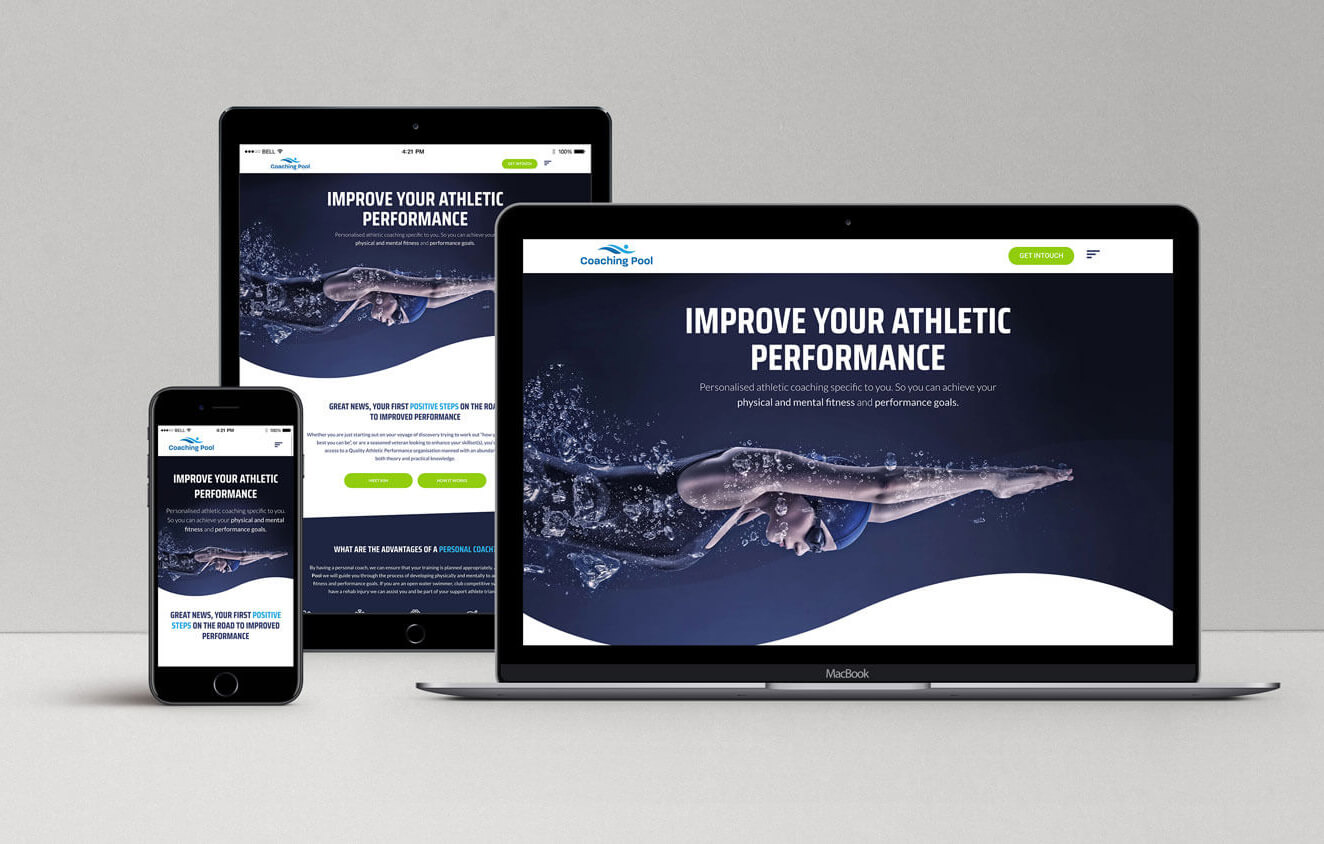 BELL
4:21 PM
100%
Coaching Pool
GET INTOUCH
IMPROVE YOUR ATHLETIC
PERFORMANCE
Personalised athletic coaching specific to you. So you can achieve your
physical and mental fitness and performance goals.
GREAT NEWS, YOUR FIRST POSITIVE STEPS ON THE ROA
TO IMPROVED PERFORMANCE
Whether you are just starting out on your voyage of discovery trying to work out "how
best you can be", or are a seasoned veteran looking to enhance your skillset(s), you'
access to a Quality Athletic Performance organisation manned with an abundan
both theory and practical knowledge.
MEET KIM
HOW IT WORKS
WHAT ARE THE ADVANTAGES OF A PERSONAL COACH
By having a personal coach, we can ensure that your training is planned appropriately.
Pool we will guide you through the process of developing physically and mentally to
fitness and performance goals. If you are an open water swimmer, club competitive
have a rehab injury we can assist you and be part of your support athlete trian
BELL
4:21 PM
100%
Coaching Pool
IMPROVE YOUR ATHLETIC
PERFORMANCE
Personalised athletic coaching specific to you.
So you can achieve your physical and mental
fitness and performance goals.
GREAT NEWS, YOUR FIRST POSITIVE
STEPS ON THE ROAD TO IMPROVED
PERFORMANCE
Coaching Pool
GET INTOUCH
IMPROVE YOUR ATHLETIC
PERFORMANCE
Personalised athletic coaching specific to you. So you can achieve your
physical and mental fitness and performance goals.
MacBook